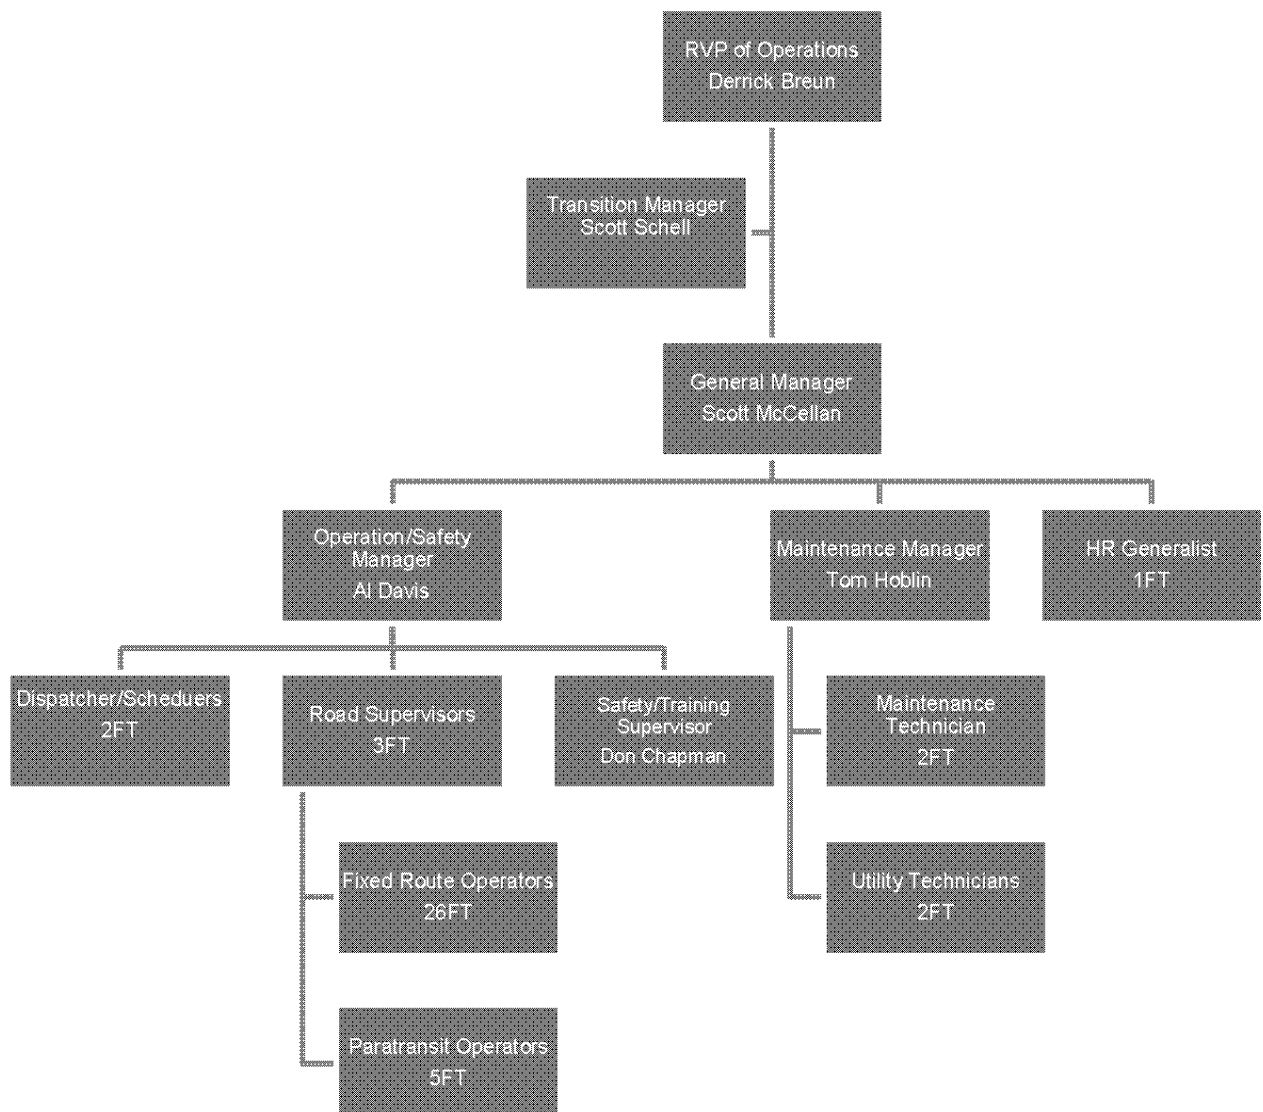 RVP of Operations
Derrick Breun
Transition Manager
Scott Schell
General Manager
Scott McCellan
Operation/Safety
Manager
Al Davis
Maintenance Manager
Tom Hoblin
HR Generalist
1FT
Dispatcher/Scheduers
2FT
Road Supervisors
3FT
Safety/Training
Supervisor
Don Chapman
Maintenance
Technician
2FT
Fixed Route Operators
26FT
Utility Technicians
2FT
Paratransit Operators
5FT